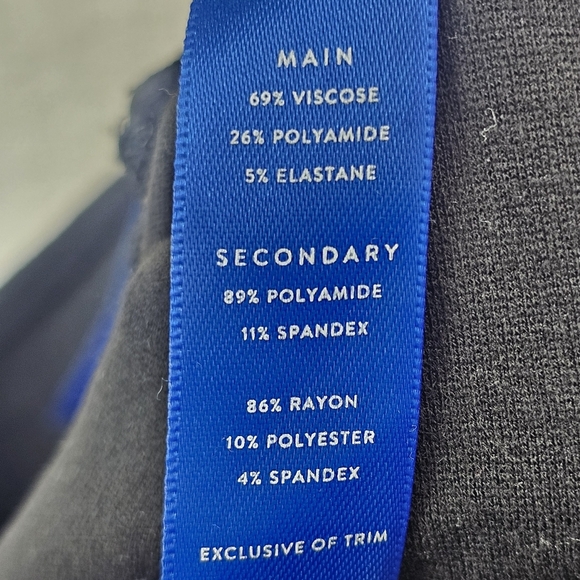 MAIN
69% VISCOSE
26% POLYAMIDE
5% ELASTANE
SECONDARY
89% POLYAMIDE
11% SPANDEX
86% RAYON
10% POLYESTER
4% SPANDEX
EXCLUSIVE OF TRIM